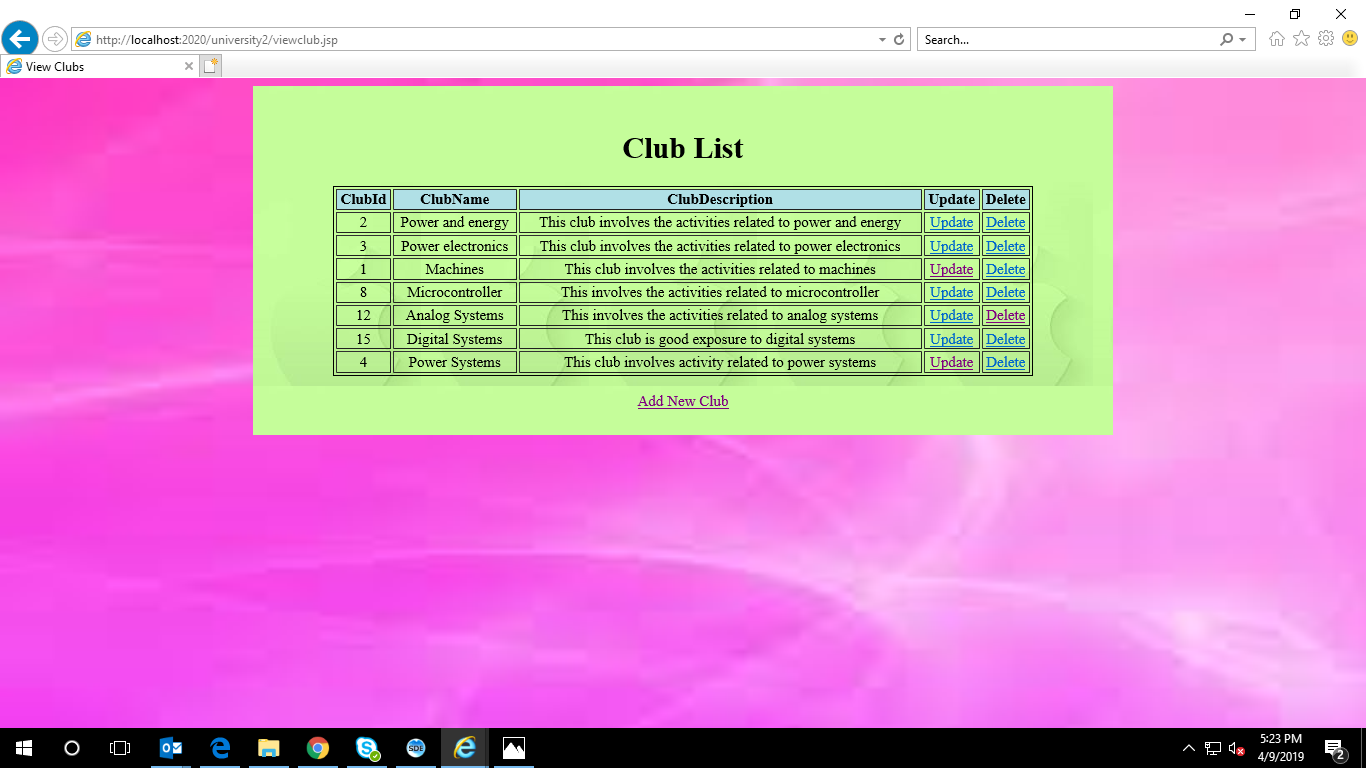 http://localhost:2020/university2/viewclub.jsp
Search...
View Clubs
Club List
ClubId ClubName ClubDescription Update Delete
2 Power and energy This club involves the activities related to power and energy Update Delete
3 Power electronics This club involves the activities related to power electronics Update Delete
1 Machines This club involves the activities related to machines Update Delete
8 Microcontroller This involves the activities related to microcontroller Update Delete
12 Analog Systems This involves the activities related to analog systems Update Delete
15 Digital Systems This club is good exposure to digital systems Update Delete
4 Power Systems This club involves activity related to power systems Update Delete
Add New Club
SDE
5:23 PM
4/9/2019
2